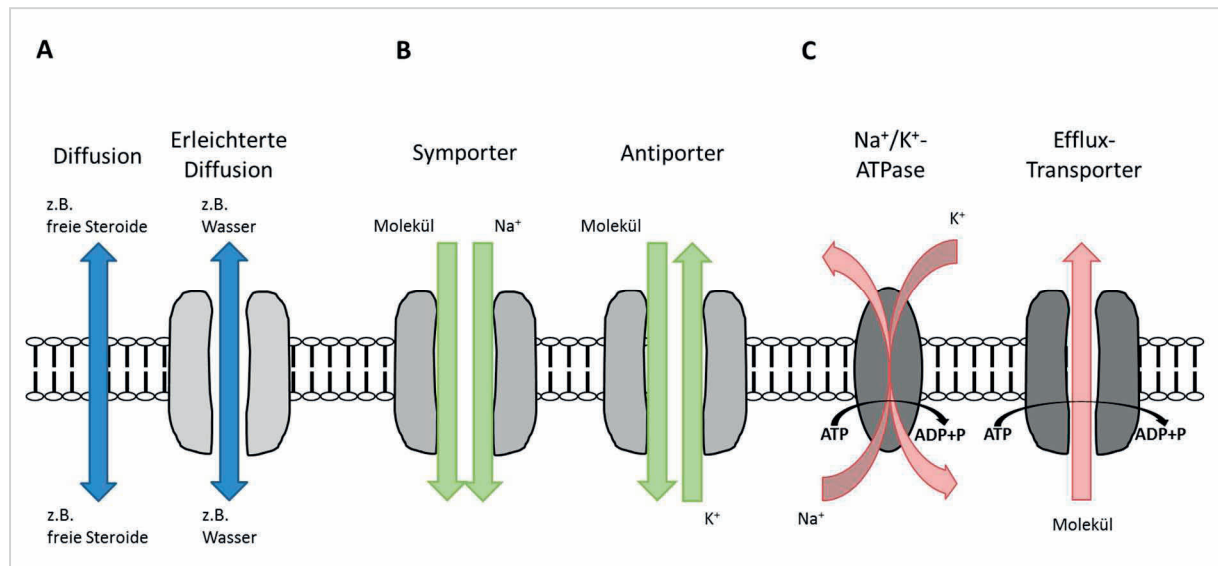 A
B
C
Diffusion
Erleichterte
Diffusion
Symporter
Antiporter
Na⁺/K⁺-
ATPase
Efflux-
Transporter
z.B.
freie Steroide
z.B.
Wasser
Molekül
Na⁺
Molekül
K⁺
ATP
ADP+P
ATP
ADP+P
z.B.
freie Steroide
z.B.
Wasser
K⁺
Na⁺
Molekül